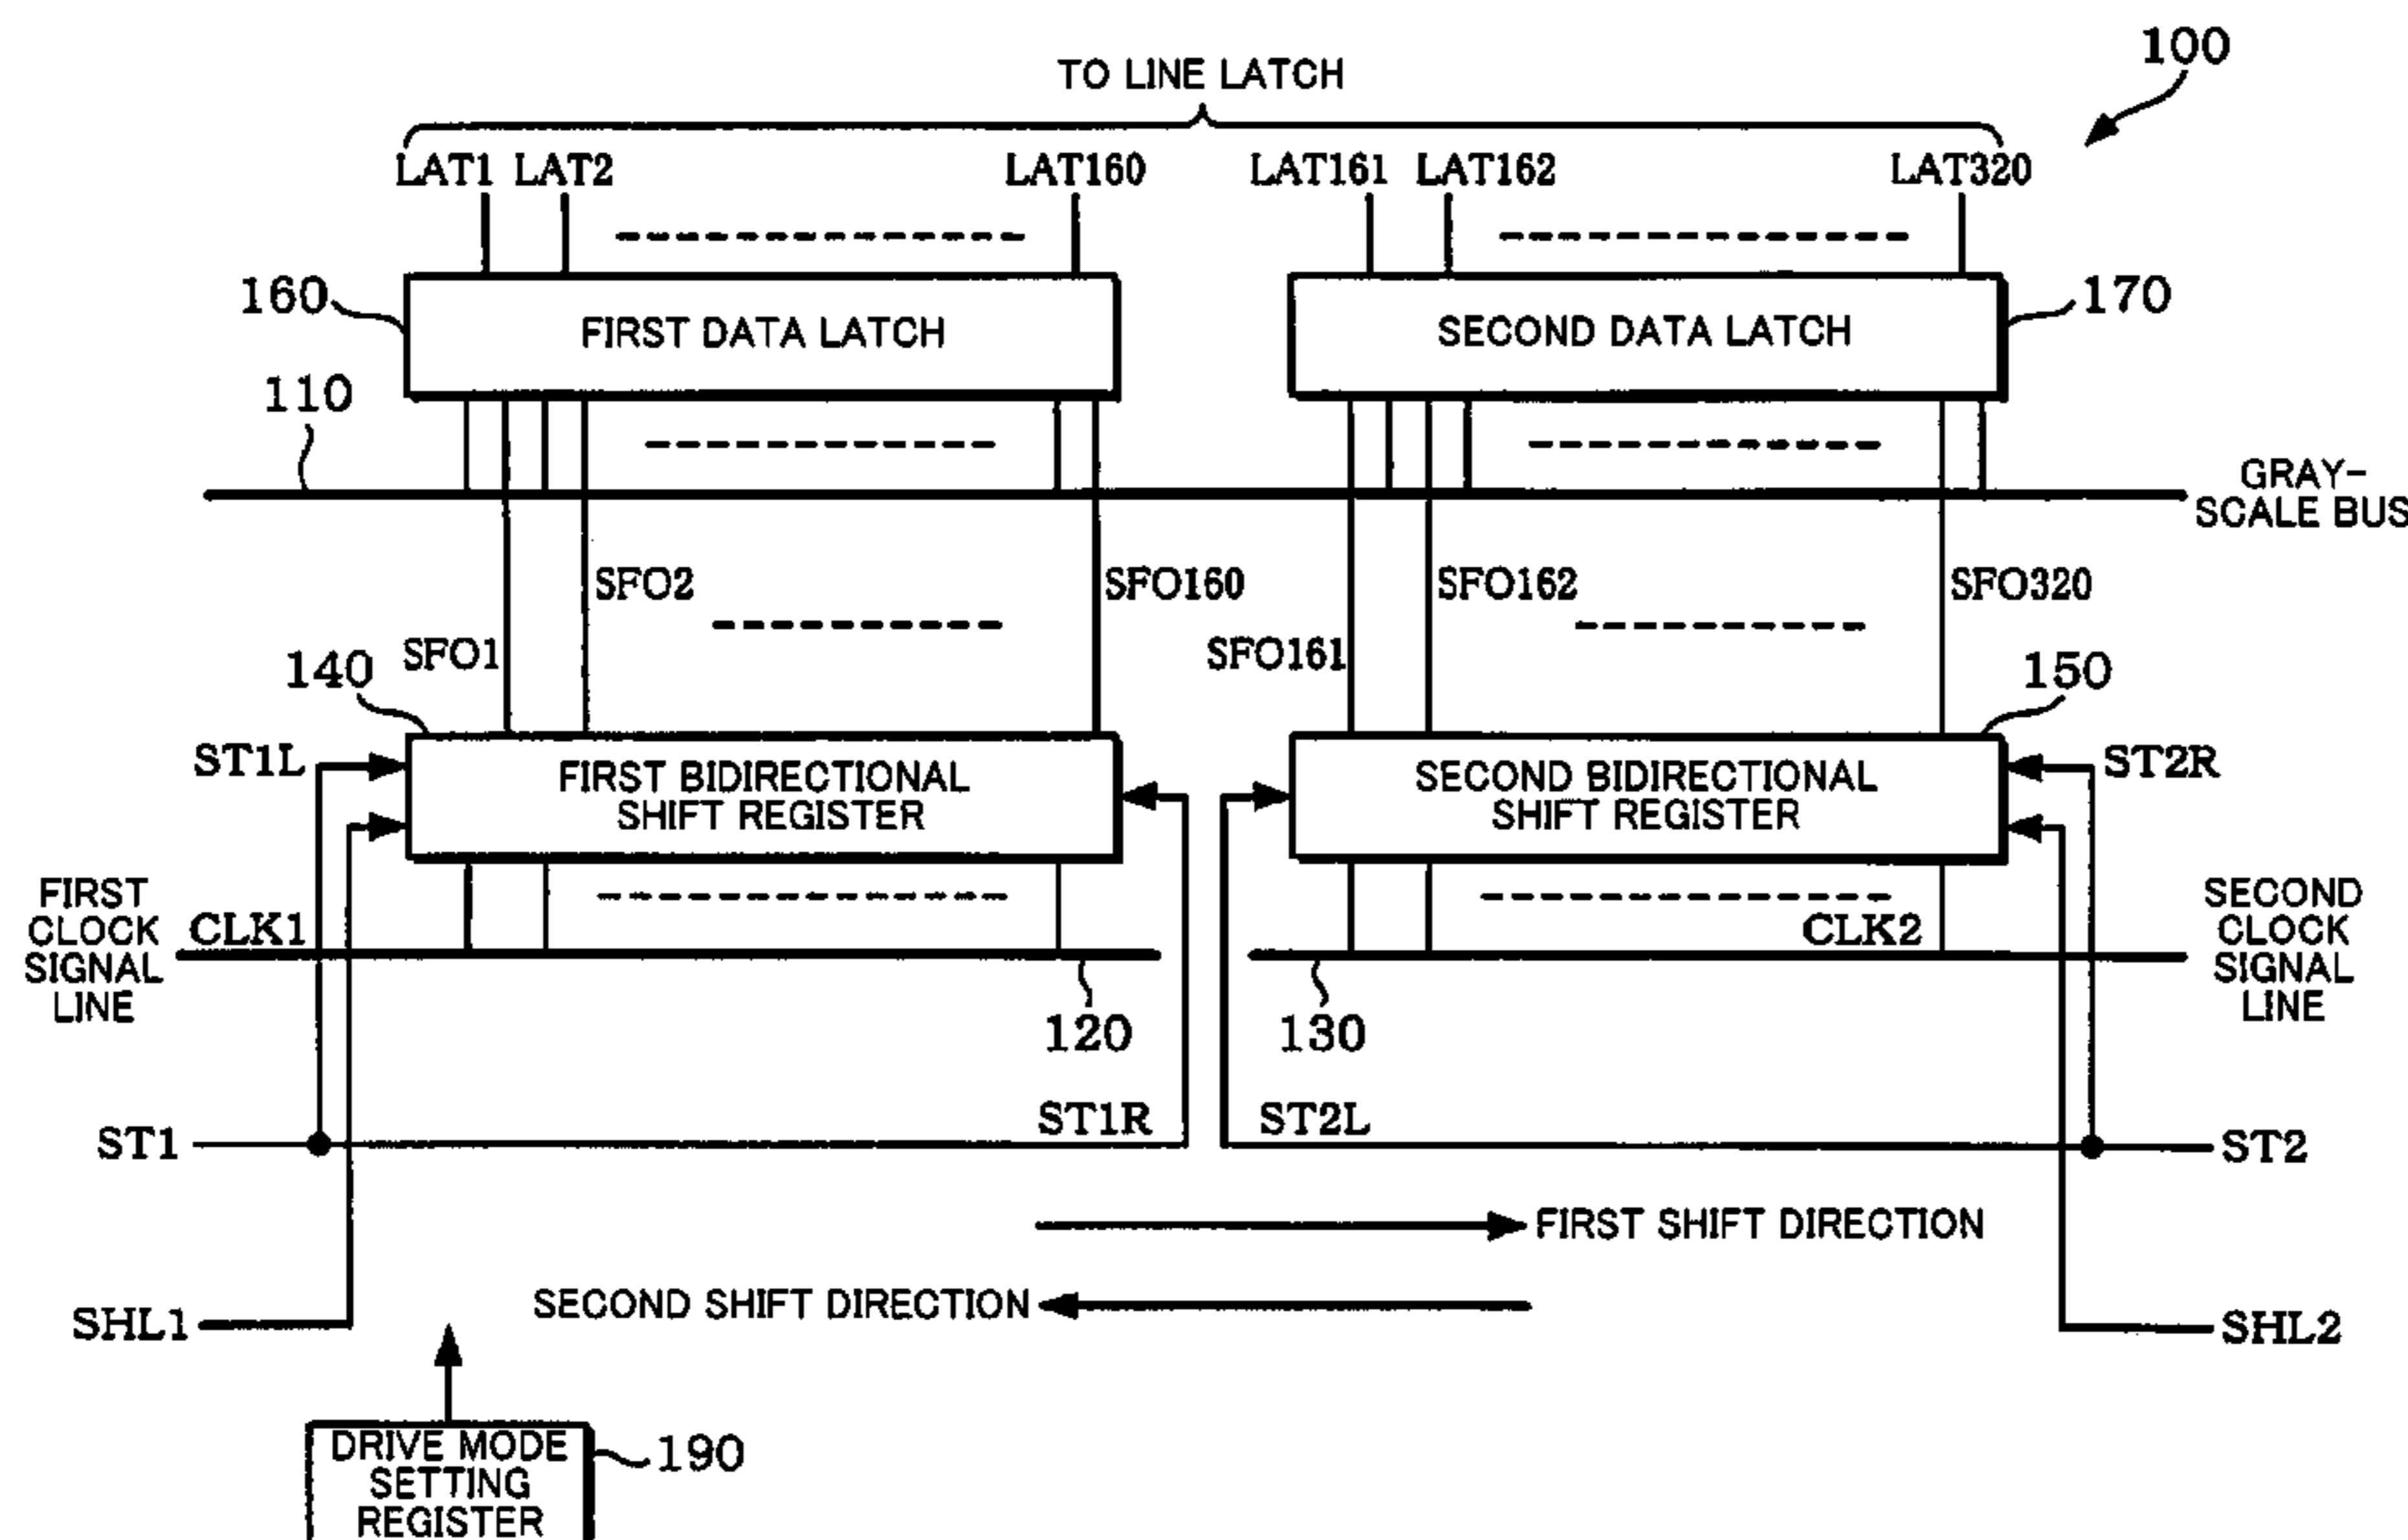 100
TO LINE LATCH
LAT1 LAT2 LAT160 LAT161 LAT162 LAT320
160
FIRST DATA LATCH
SECOND DATA LATCH
170
110
GRAY-
SCALE BUS
SFO2 SFO160 SFO162 SFO320
SFO1 SFO161
140
150
ST1L
FIRST BIDIRECTIONAL
SHIFT REGISTER
SECOND BIDIRECTIONAL
SHIFT REGISTER
ST2R
FIRST
CLOCK
SIGNAL
LINE
CLK1
CLK2
SECOND
CLOCK
SIGNAL
LINE
120
130
ST1
ST1R
ST2L
ST2
FIRST SHIFT DIRECTION
SECOND SHIFT DIRECTION
SHL1
SHL2
DRIVE MODE
SETTING
REGISTER
190